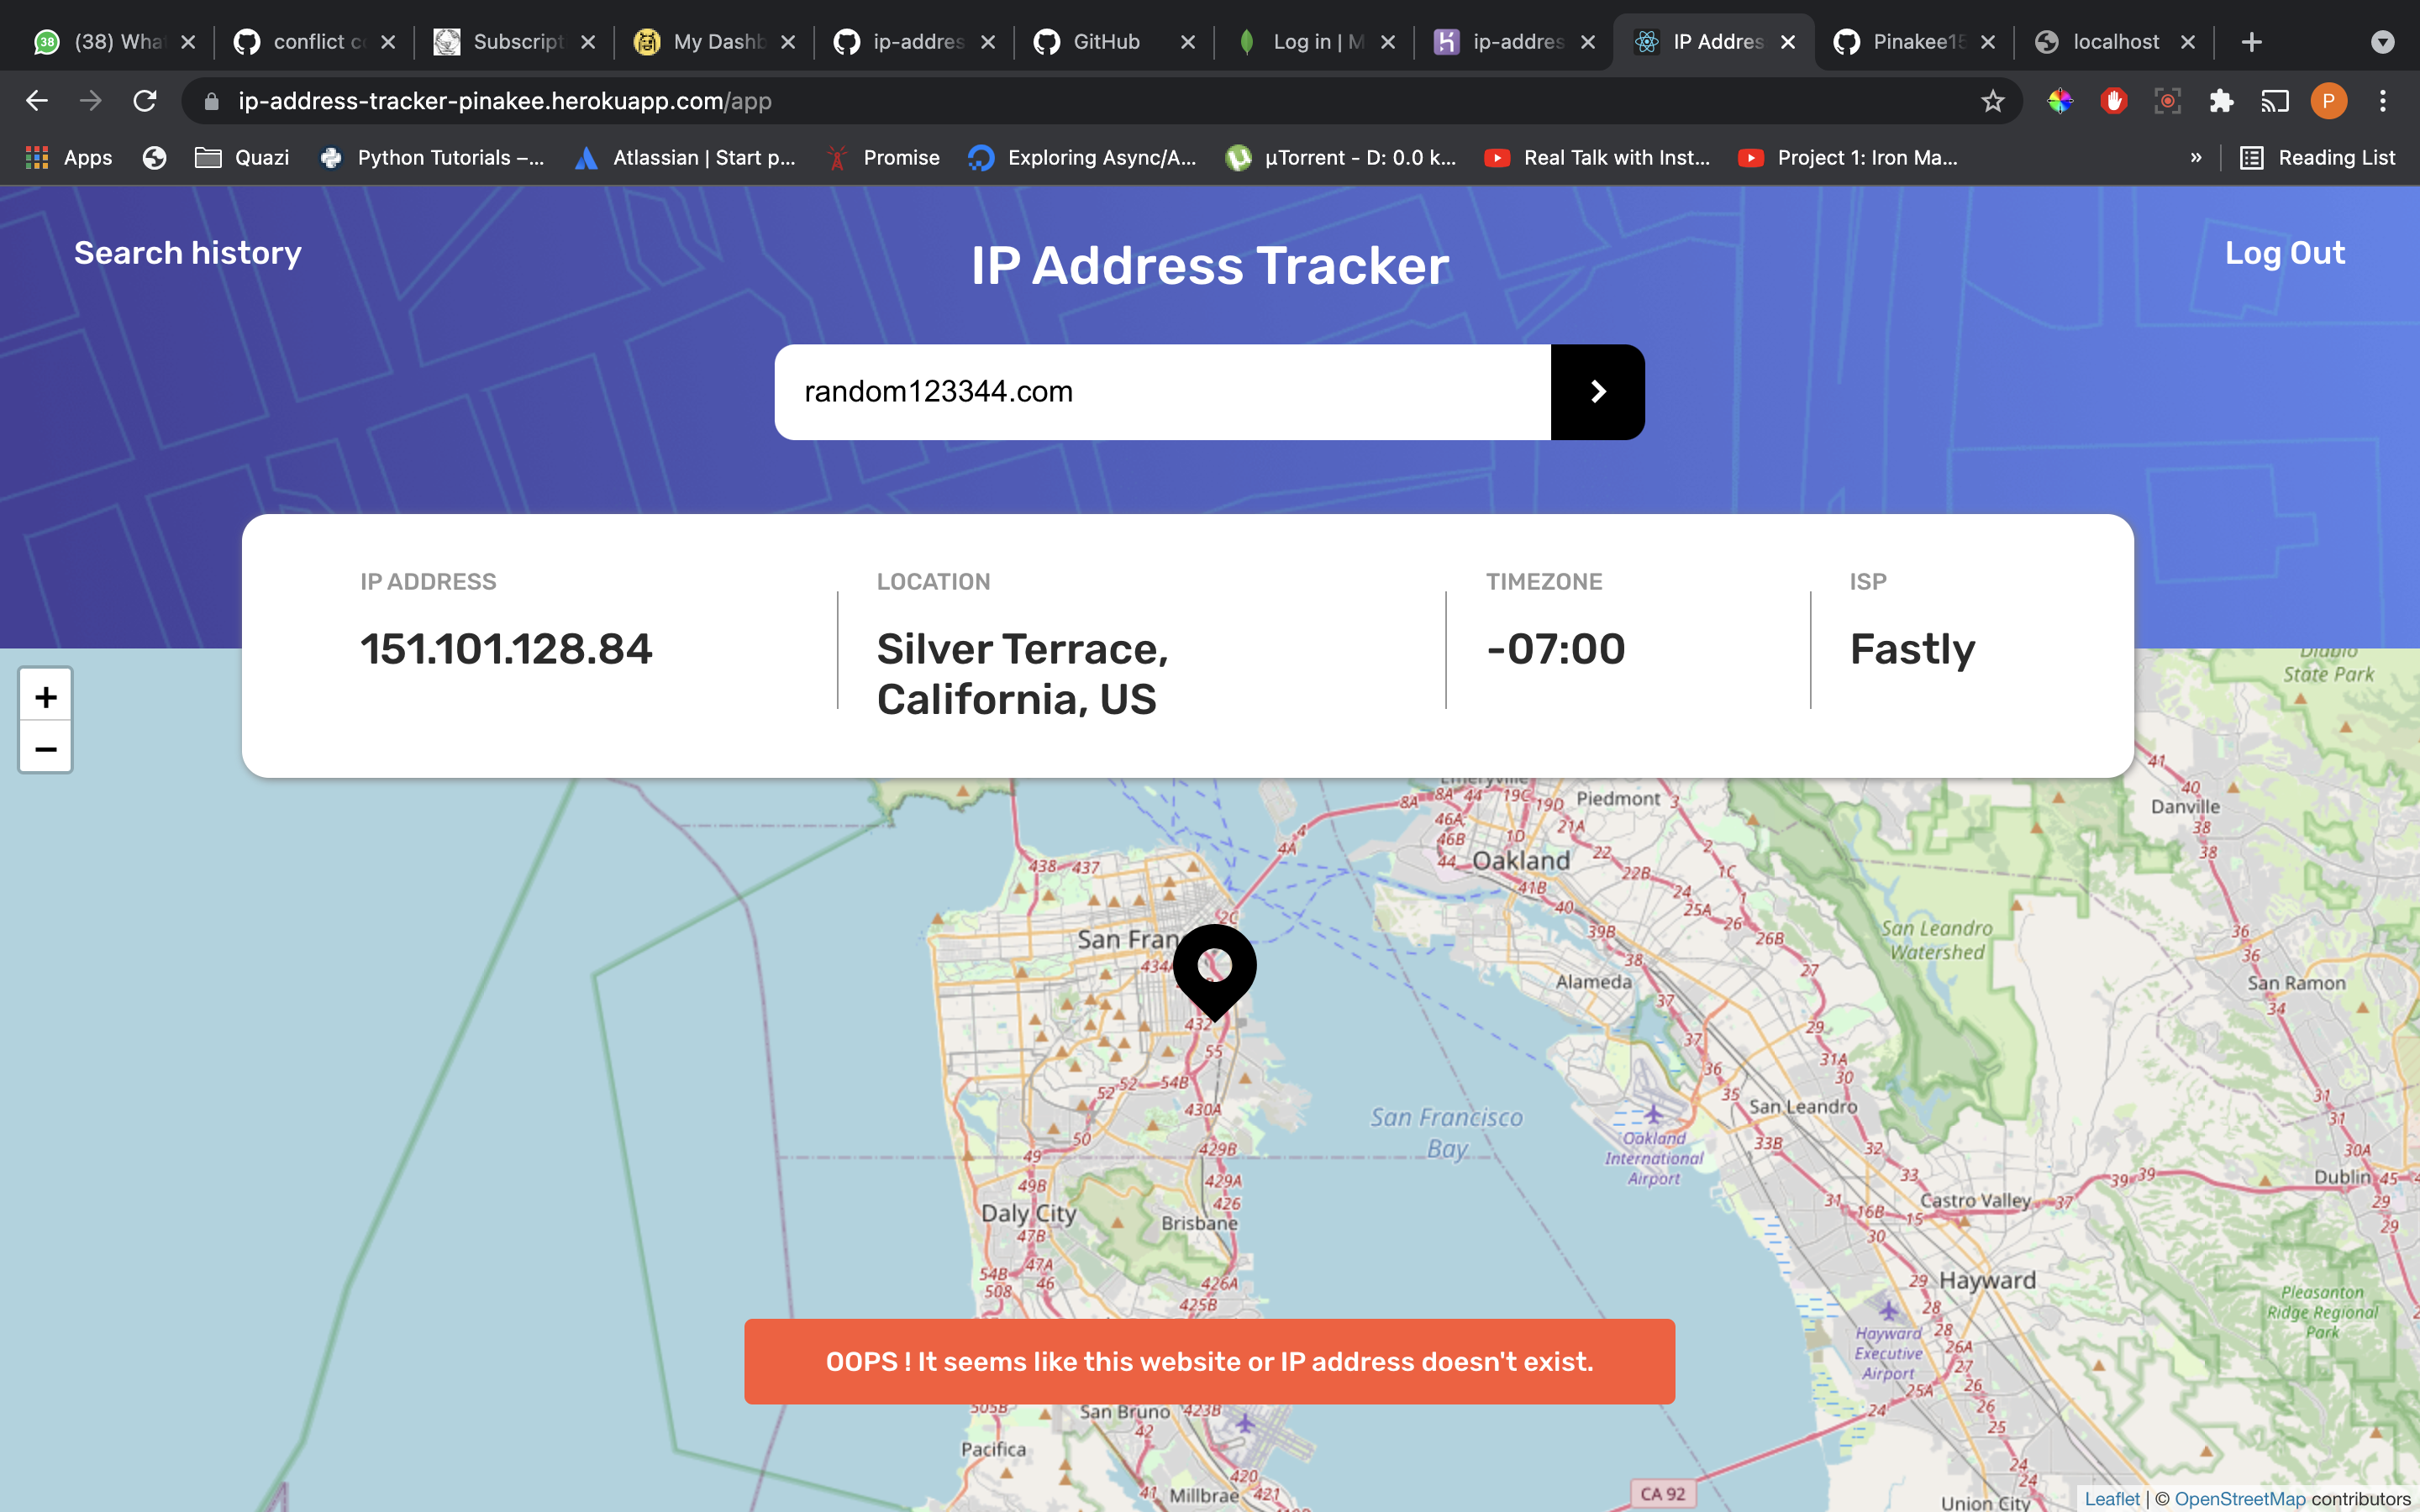 38 (38) Wha
conflict c
Subscript
My Dashb
ip-addres
GitHub
Log in | M
ip-addres
IP Addres
Pinakee15
localhost
ip-address-tracker-pinakee.herokuapp.com/app
P
Apps
Quazi
Python Tutorials –...
Atlassian | Start p...
Promise
Exploring Async/A...
µTorrent - D: 0.0 k...
Real Talk with Inst...
Project 1: Iron Ma...
»
Reading List
Search history
IP Address Tracker
Log Out
random123344.com
IP ADDRESS
151.101.128.84
LOCATION
Silver Terrace,
California, US
TIMEZONE
-07:00
ISP
Fastly
+
−
Diablo
State Park
Emeryville
Piedmont
Danville
Oakland
San Fran
San Leandro
Watershed
Alameda
San Ramon
San Francisco
Bay
Oakland
International
Airport
San Leandro
Castro Valley
Dublin
Daly City
Brisbane
Hayward
Hayward
Executive
Airport
Pleasanton
Ridge Regional
Park
OOPS ! It seems like this website or IP address doesn't exist.
San Bruno
Pacifica
Millbrae
CA 92
Union City
Leaflet | © OpenStreetMap contributors